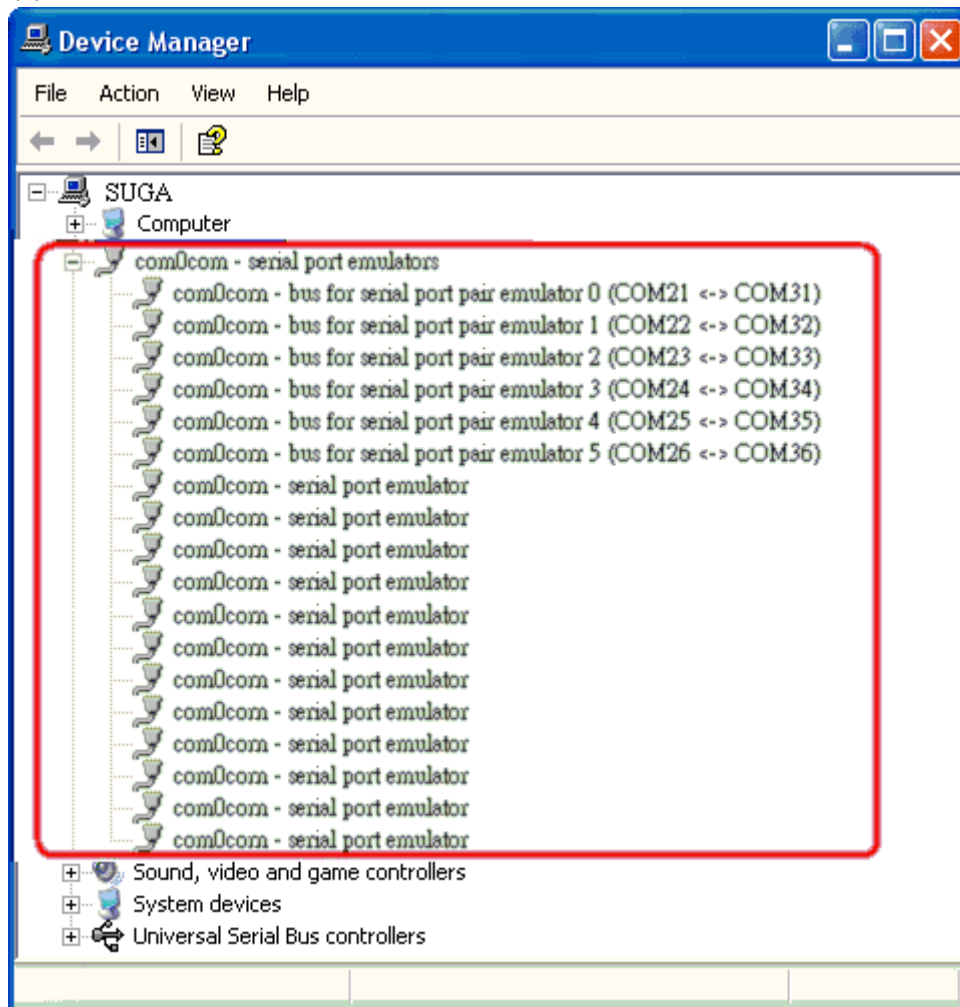 Device Manager
File Action View Help
SUGA
Computer
com0com - serial port emulators
com0com - bus for serial port pair emulator 0 (COM21 <-> COM31)
com0com - bus for serial port pair emulator 1 (COM22 <-> COM32)
com0com - bus for serial port pair emulator 2 (COM23 <-> COM33)
com0com - bus for serial port pair emulator 3 (COM24 <-> COM34)
com0com - bus for serial port pair emulator 4 (COM25 <-> COM35)
com0com - bus for serial port pair emulator 5 (COM26 <-> COM36)
com0com - serial port emulator
com0com - serial port emulator
com0com - serial port emulator
com0com - serial port emulator
com0com - serial port emulator
com0com - serial port emulator
com0com - serial port emulator
com0com - serial port emulator
com0com - serial port emulator
com0com - serial port emulator
com0com - serial port emulator
com0com - serial port emulator
Sound, video and game controllers
System devices
Universal Serial Bus controllers